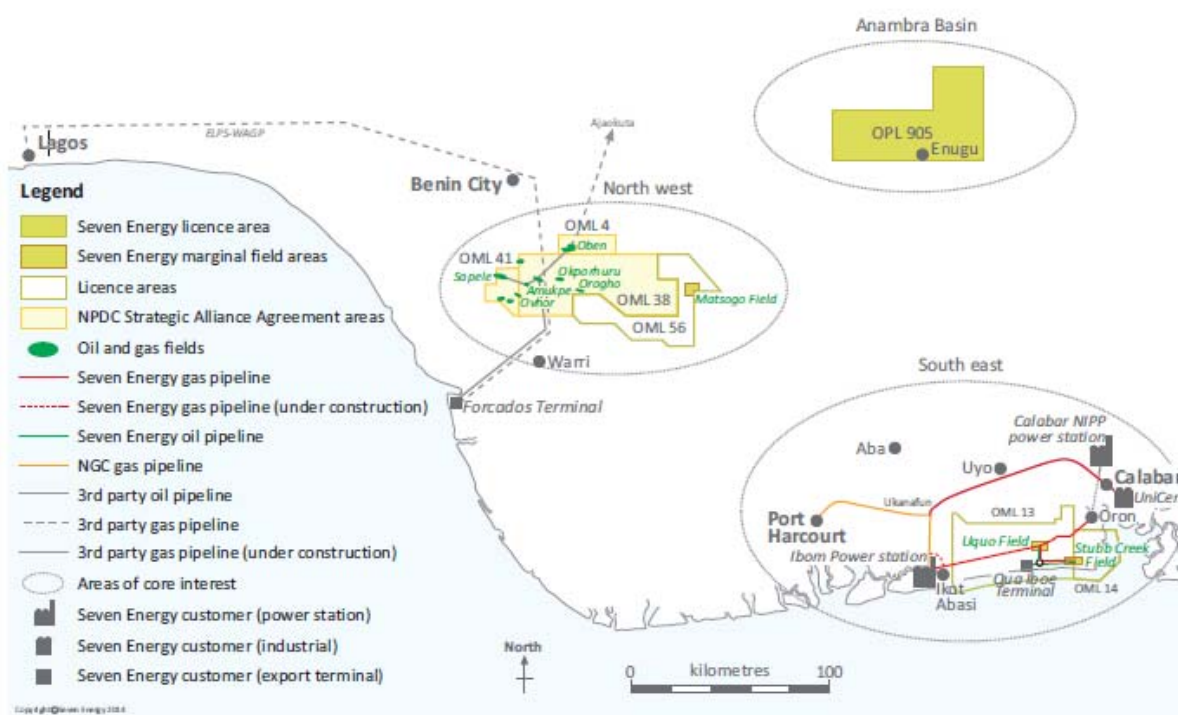 Anambra Basin
OPL 905
Enugu
Ajaokuta
ELPS-WAGP
Lagos
Benin City
North west
OML 4
Oben
OML 41
Sapele
Okporhuru
Amukpe
Orogho
Ovhor
OML 38
Matsogo Field
OML 56
Warri
Forcados Terminal
Legend
Seven Energy licence area
Seven Energy marginal field areas
Licence areas
NPDC Strategic Alliance Agreement areas
Oil and gas fields
Seven Energy gas pipeline
Seven Energy gas pipeline (under construction)
Seven Energy oil pipeline
NGC gas pipeline
3rd party oil pipeline
3rd party gas pipeline
3rd party gas pipeline (under construction)
Areas of core interest
Seven Energy customer (power station)
Seven Energy customer (industrial)
Seven Energy customer (export terminal)
South east
Calabar NIPP
power station
Aba
Uyo
Calabar
UniCem
Ukanafun
Port
Harcourt
OML 13
Oron
Uquo Field
Stubb Creek
Field
Ibom Power station
Ikot
Abasi
Qua Iboe
Terminal
OML 14
North
0 kilometres 100
Copyright©Seven Energy 2014